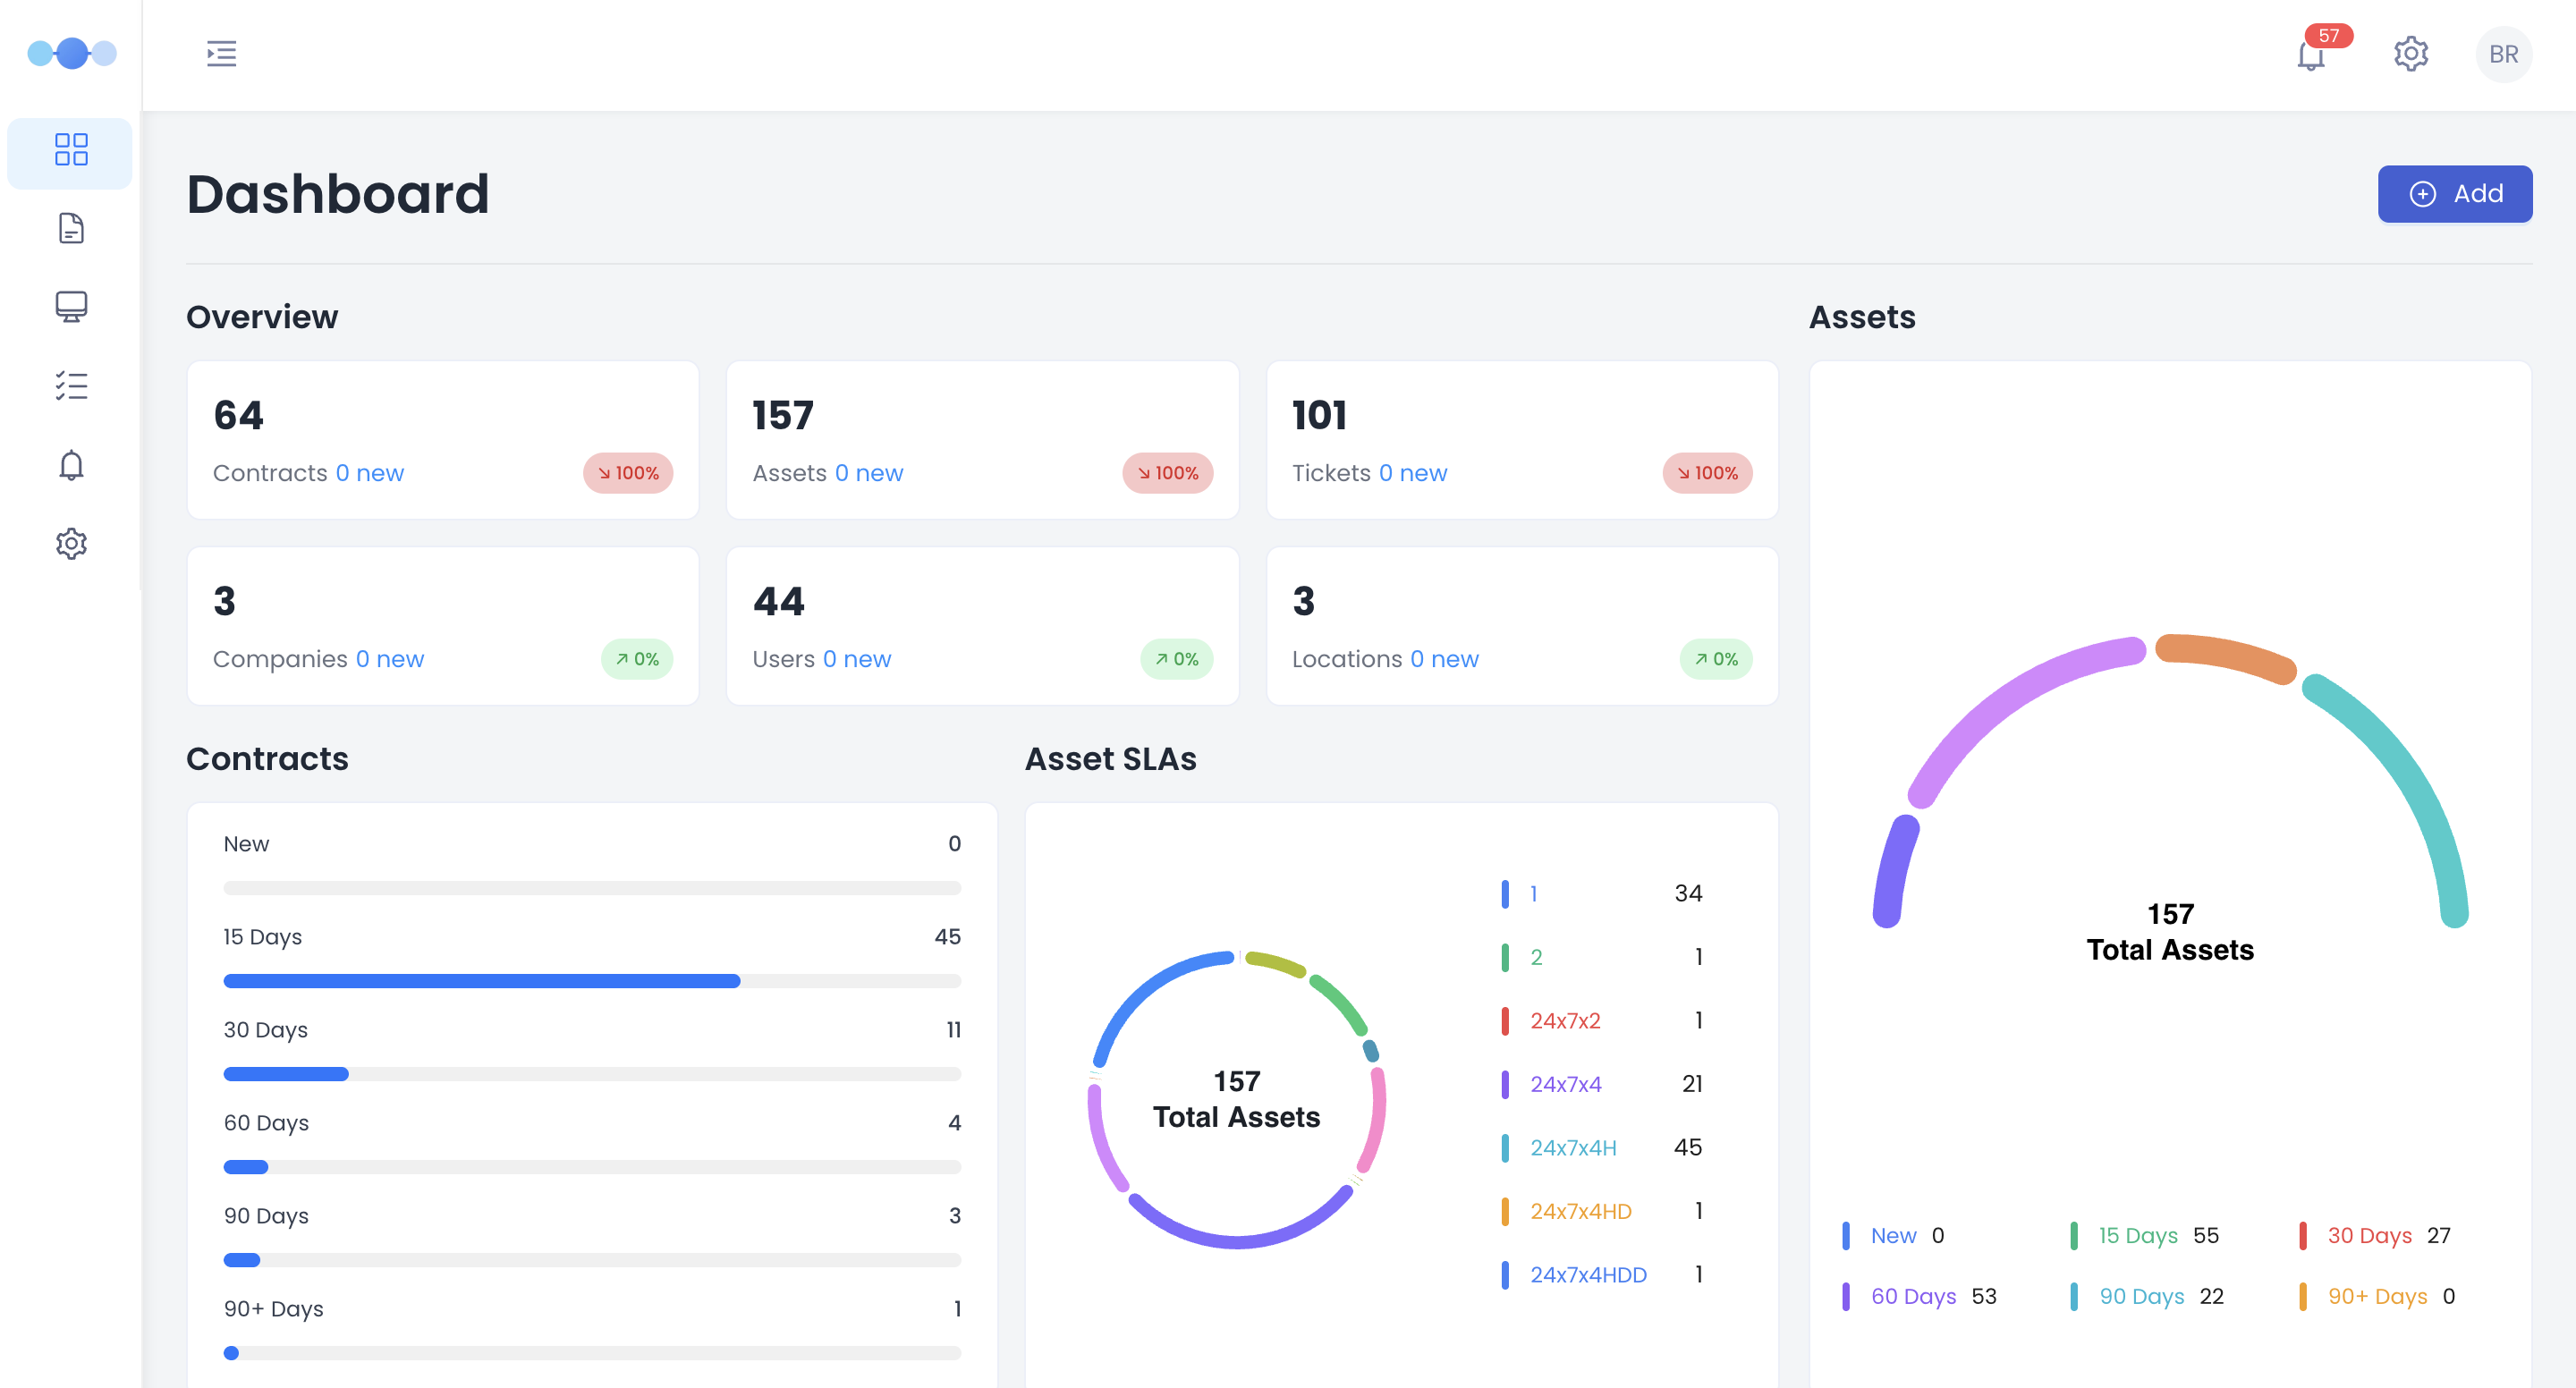 57
BR
Dashboard
Add
Overview
64
Contracts 0 new
100%
157
Assets 0 new
100%
101
Tickets 0 new
100%
3
Companies 0 new
0%
44
Users 0 new
0%
3
Locations 0 new
0%
Contracts
New 0
15 Days 45
30 Days 11
60 Days 4
90 Days 3
90+ Days 1
Asset SLAs
157
Total Assets
1 34
2 1
24x7x2 1
24x7x4 21
24x7x4H 45
24x7x4HD 1
24x7x4HDD 1
Assets
157
Total Assets
New 0
15 Days 55
30 Days 27
60 Days 53
90 Days 22
90+ Days 0